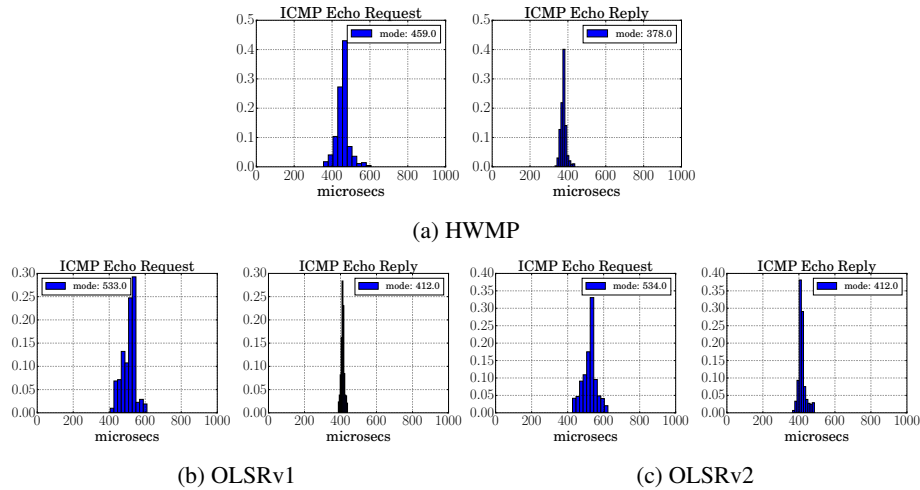 ICMP Echo Request
mode: 459.0
0.5
0.4
0.3
0.2
0.1
0.0
0 200 400 600 800 1000
microsecs
ICMP Echo Reply
mode: 378.0
0.5
0.4
0.3
0.2
0.1
0.0
0 200 400 600 800 1000
microsecs
(a) HWMP
ICMP Echo Request
mode: 533.0
0.30
0.25
0.20
0.15
0.10
0.05
0.00
0 200 400 600 800 1000
microsecs
ICMP Echo Reply
mode: 412.0
0.30
0.25
0.20
0.15
0.10
0.05
0.00
0 200 400 600 800 1000
microsecs
(b) OLSRv1
ICMP Echo Request
mode: 534.0
0.40
0.35
0.30
0.25
0.20
0.15
0.10
0.05
0.00
0 200 400 600 800 1000
microsecs
ICMP Echo Reply
mode: 412.0
0.40
0.35
0.30
0.25
0.20
0.15
0.10
0.05
0.00
0 200 400 600 800 1000
microsecs
(c) OLSRv2